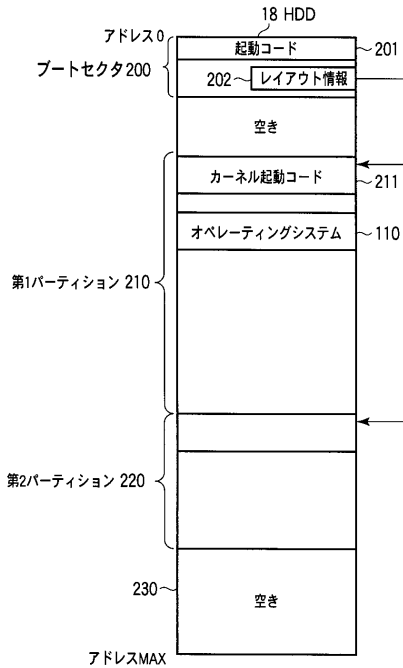 18 HDD
アドレス0
起動コード
201
ブートセクタ200
202
レイアウト情報
空き
カーネル起動コード
211
オペレーティングシステム
110
第1パーティション 210
第2パーティション 220
230
空き
アドレスMAX